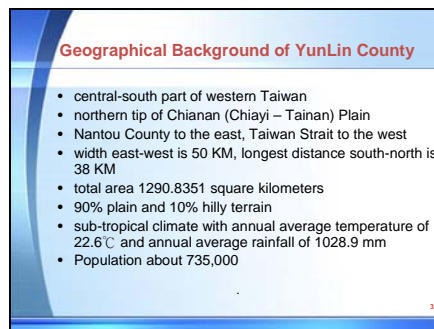 Geographical Background of YunLin County
• central-south part of western Taiwan
• northern tip of Chianan (Chiayi – Tainan) Plain
• Nantou County to the east, Taiwan Strait to the west
• width east-west is 50 KM, longest distance south-north is
38 KM
• total area 1290.8351 square kilometers
• 90% plain and 10% hilly terrain
• sub-tropical climate with annual average temperature of
22.6℃ and annual average rainfall of 1028.9 mm
• Population about 735,000
.
3